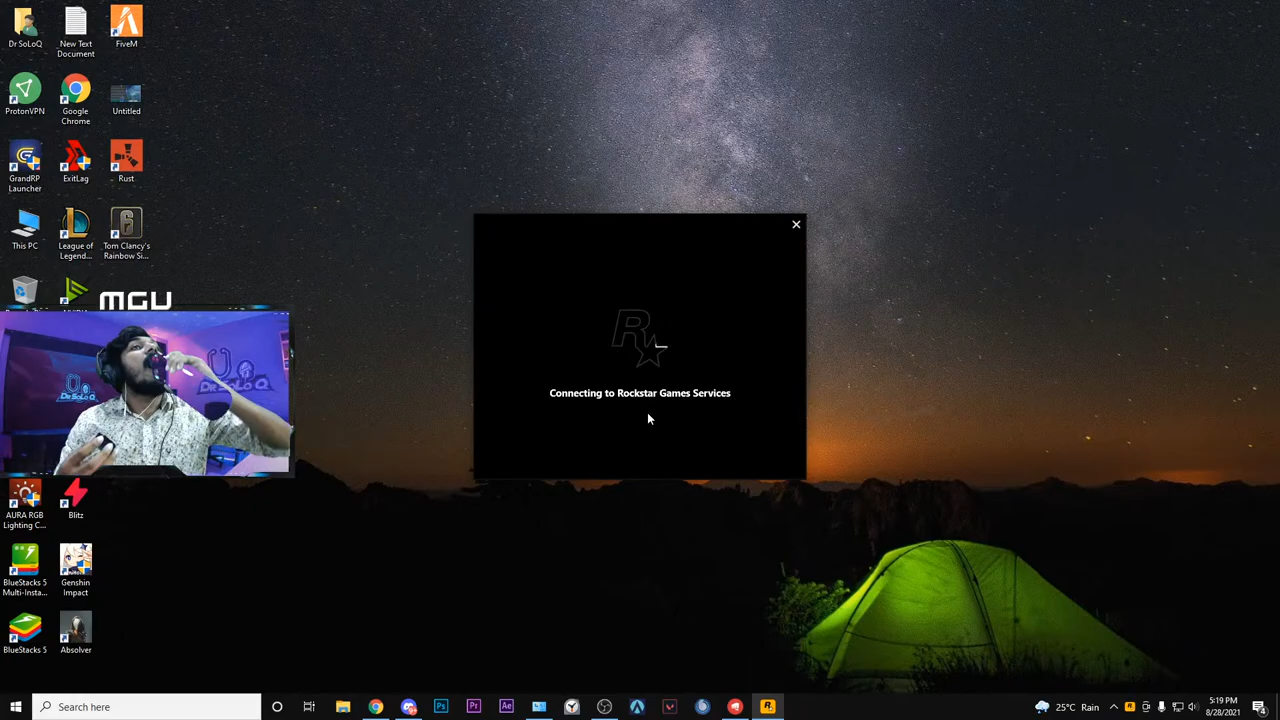 Dr SoLoQ
New Text
Document
FiveM
ProtonVPN
Google
Chrome
Untitled
GrandRP
Launcher
ExitLag
Rust
This PC
League of
Legend...
Tom Clancy's
Rainbow Si...
MGU
DR SOLO Q
Connecting to Rockstar Games Services
AURA RGB
Lighting C...
Blitz
BlueStacks 5
Multi-Insta...
Genshin
Impact
BlueStacks 5
Absolver
Search here
25°C Rain
5:19 PM
8/28/2021